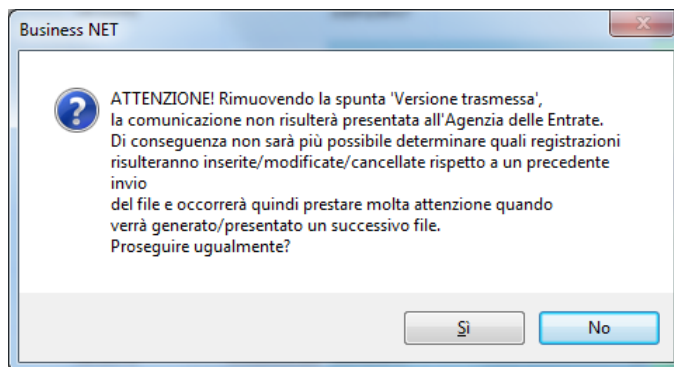 Business NET
ATTENZIONE! Rimuovendo la spunta 'Versione trasmessa',
la comunicazione non risulterà presentata all'Agenzia delle Entrate.
Di conseguenza non sarà più possibile determinare quali registrazioni
risulteranno inserite/modificate/cancellate rispetto a un precedente
invio
del file e occorrerà quindi prestare molta attenzione quando
verrà generato/presentato un successivo file.
Proseguire ugualmente?
Sì
No